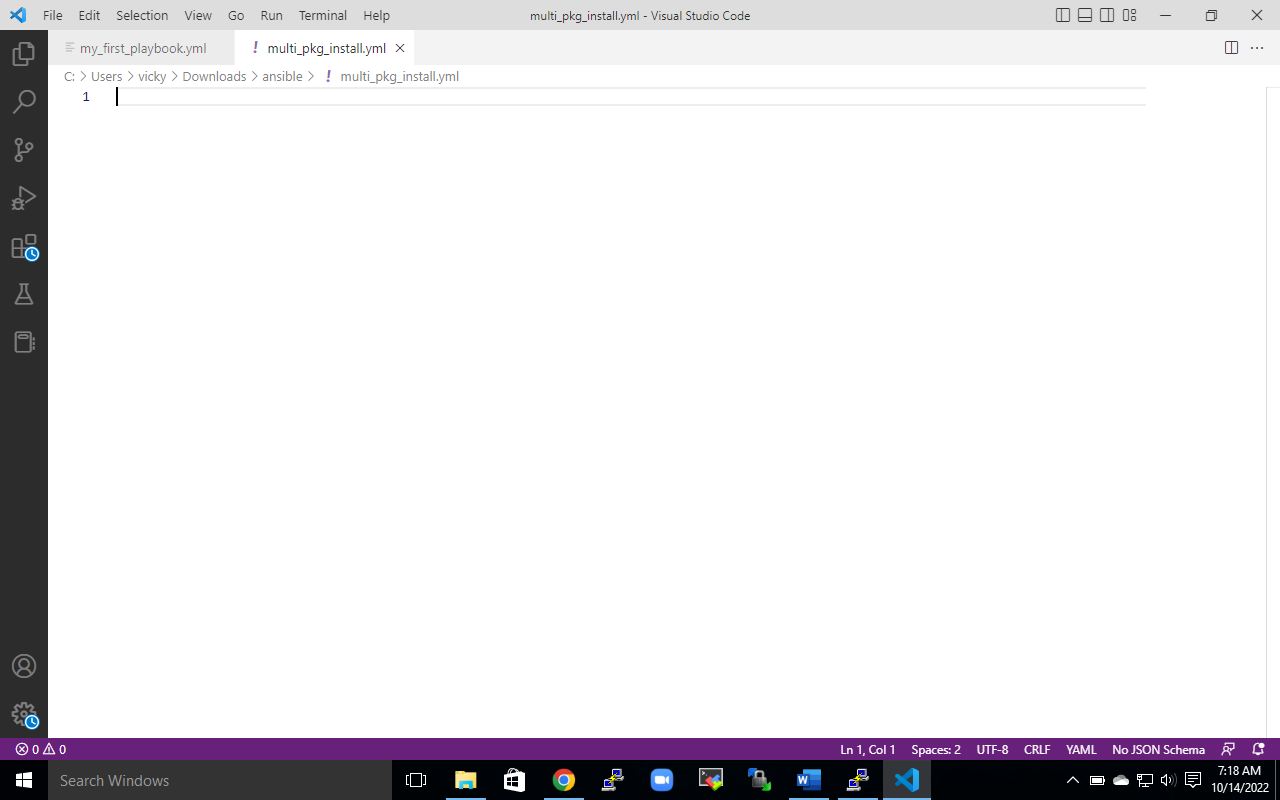 File Edit Selection View Go Run Terminal Help
multi_pkg_install.yml - Visual Studio Code
my_first_playbook.yml
! multi_pkg_install.yml
C: > Users > vicky > Downloads > ansible > ! multi_pkg_install.yml
1
0 0
Ln 1, Col 1 Spaces: 2 UTF-8 CRLF YAML No JSON Schema
Search Windows
7:18 AM
10/14/2022